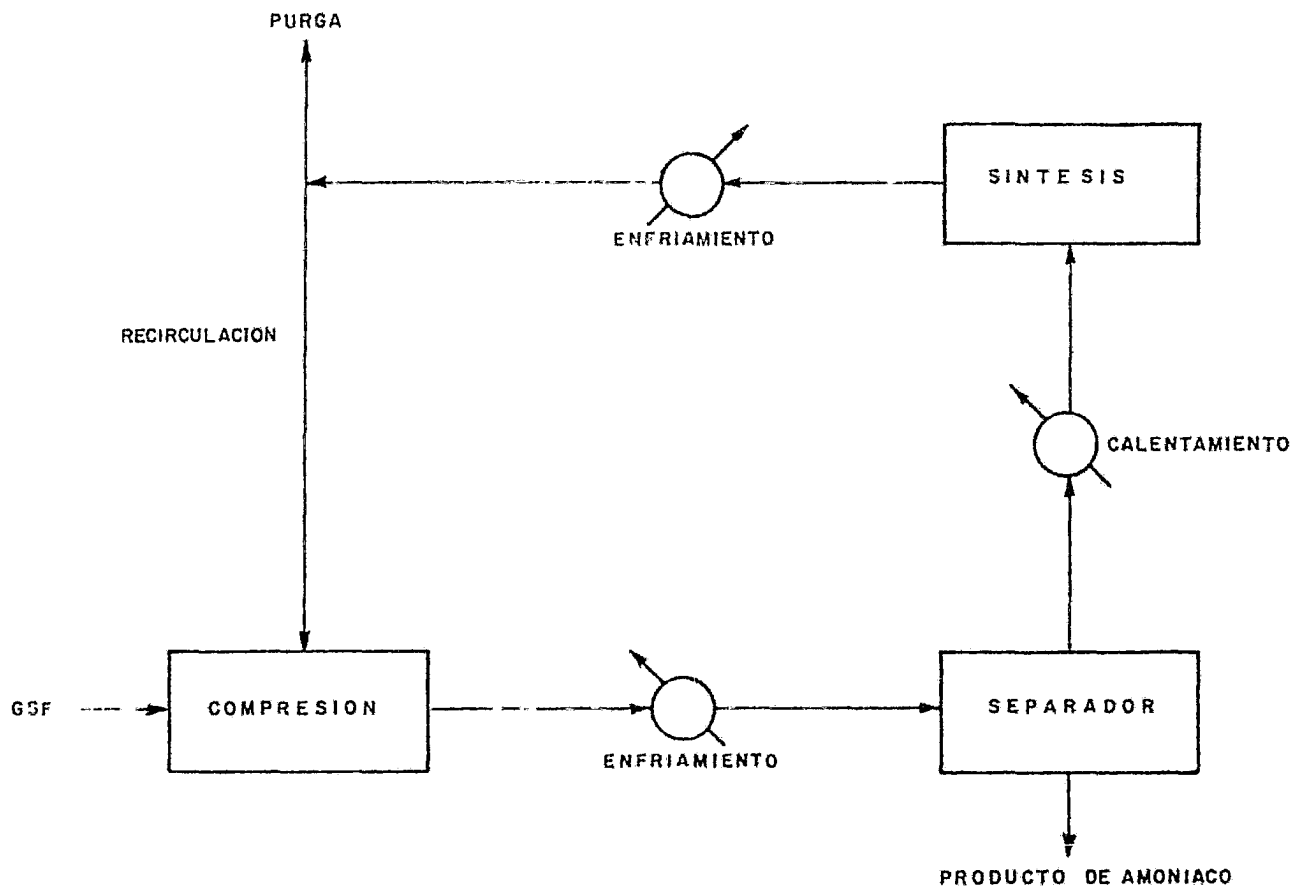 PURGA
SINTESIS
ENFRIAMIENTO
RECIRCULACION
CALENTAMIENTO
GSF
COMPRESION
SEPARADOR
ENFRIAMIENTO
PRODUCTO DE AMONIACO